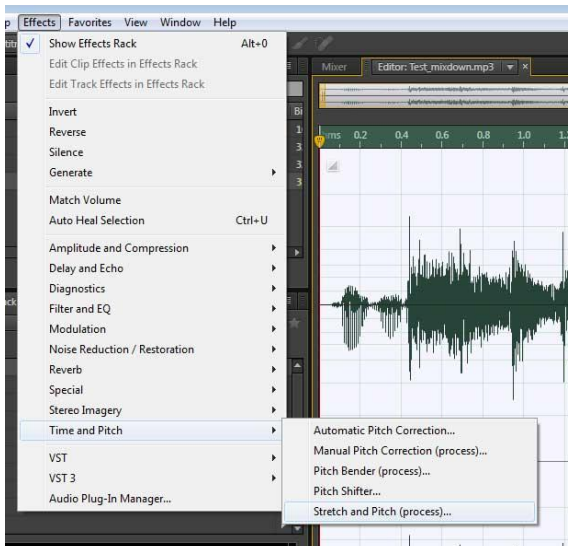 p Effects Favorites View Window Help
Show Effects Rack Alt+0
Edit Clip Effects in Effects Rack
Edit Track Effects in Effects Rack
Invert
Reverse
Silence
Generate
Match Volume
Auto Heal Selection Ctrl+U
Amplitude and Compression
Delay and Echo
Diagnostics
Filter and EQ
Modulation
Noise Reduction / Restoration
Reverb
Special
Stereo Imagery
Time and Pitch
VST
VST 3
Audio Plug-In Manager...
Automatic Pitch Correction...
Manual Pitch Correction (process)...
Pitch Bender (process)...
Pitch Shifter...
Stretch and Pitch (process)...
Mixer Editor: Test_mixdown.mp3
hms 0.2 0.4 0.6 0.8 1.0
Bi